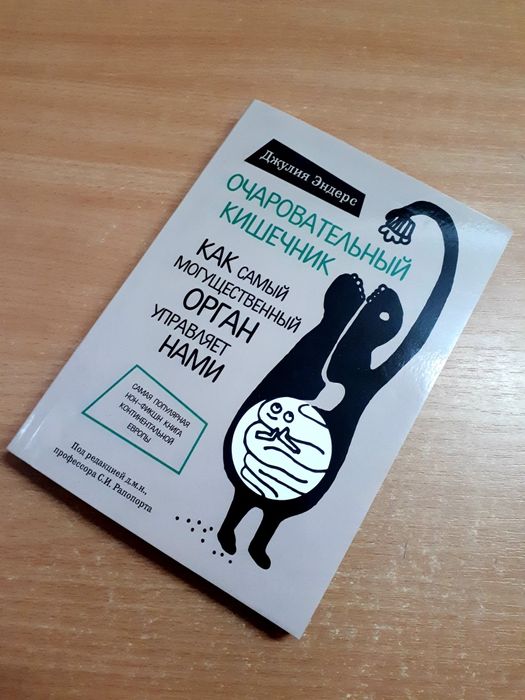 Джулия Эндерс
ОЧАРОВАТЕЛЬНЫЙ
КИШЕЧНИК
КАК САМЫЙ
МОГУЩЕСТВЕННЫЙ
ОРГАН
УПРАВЛЯЕТ
НАМИ
САМАЯ ПОПУЛЯРНАЯ
НОН-ФИКШН КНИГА
КОНТИНЕНТАЛЬНОЙ
ЕВРОПЫ
Под редакцией д.м.н.,
профессора С.И. Рапопорта